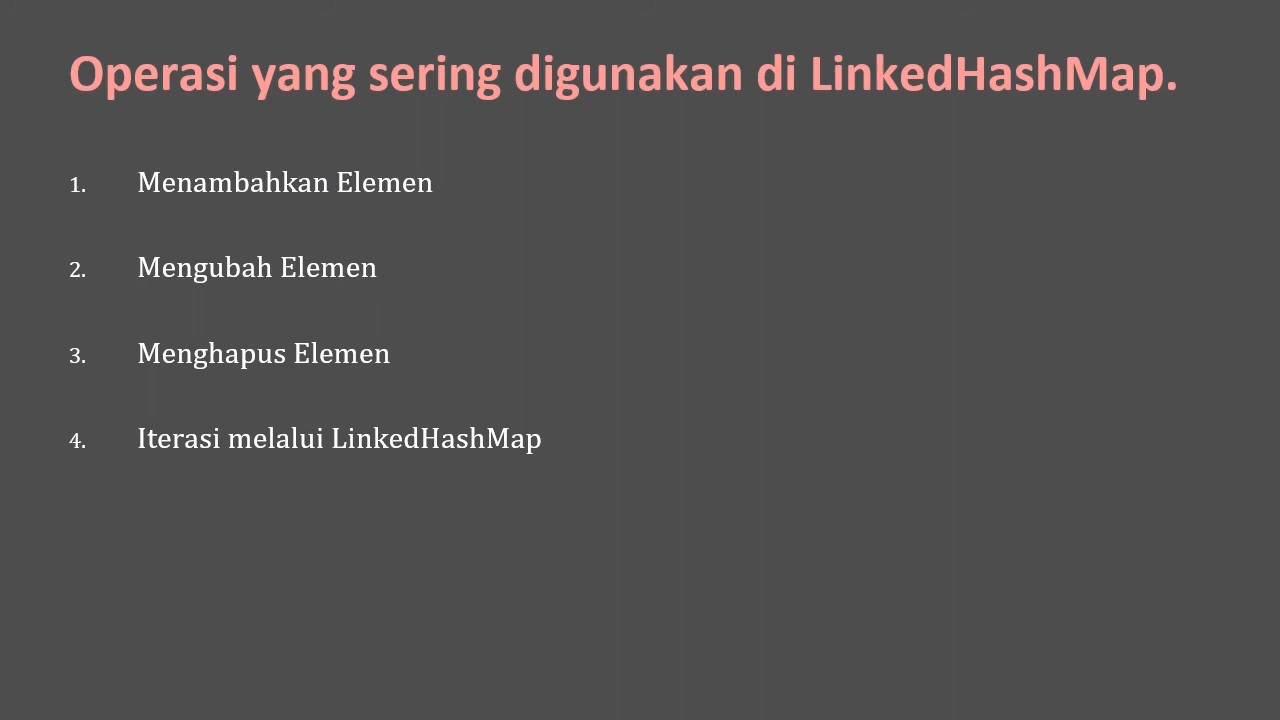 Operasi yang sering digunakan di LinkedHashMap.
1. Menambahkan Elemen
2. Mengubah Elemen
3. Menghapus Elemen
4. Iterasi melalui LinkedHashMap